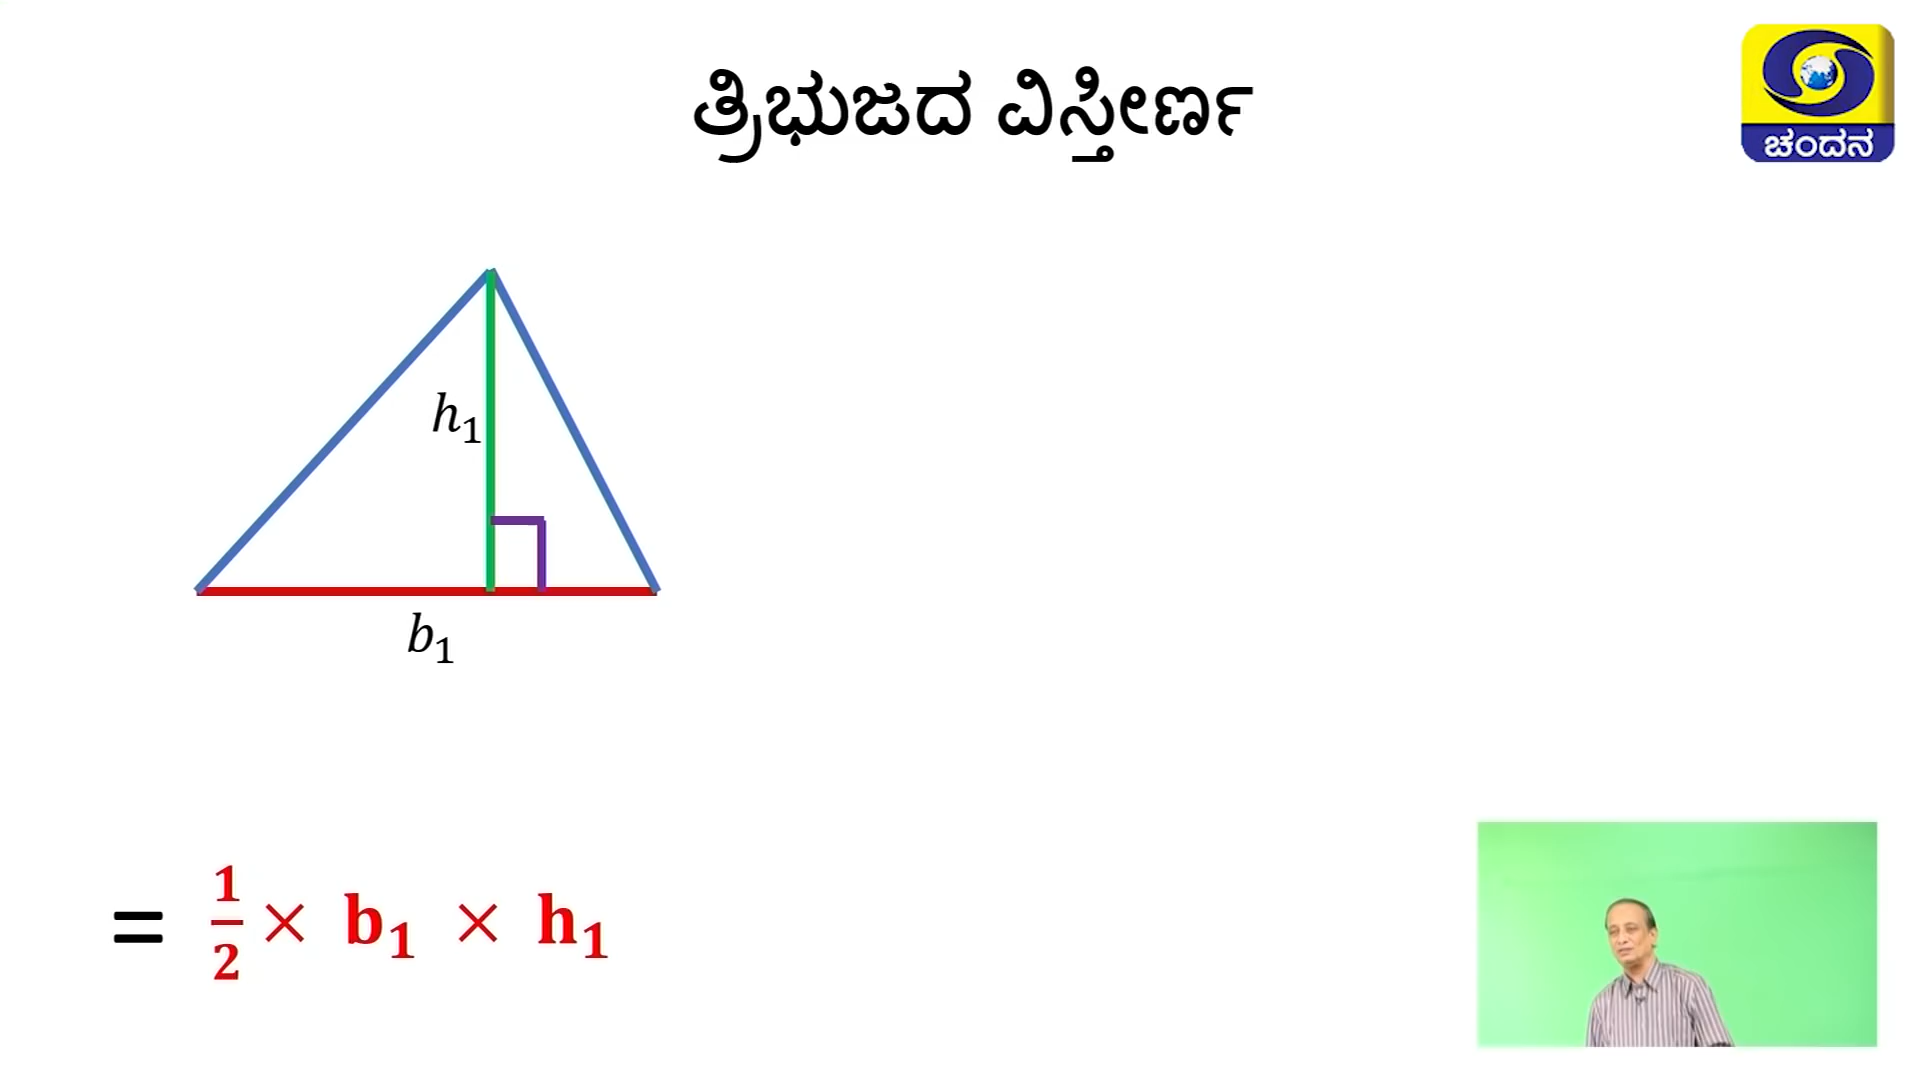 ತ್ರಿಭುಜದ ವಿಸ್ತೀರ್ಣ
ಚಂದನ
h₁
b₁
= 1/2 × b₁ × h₁